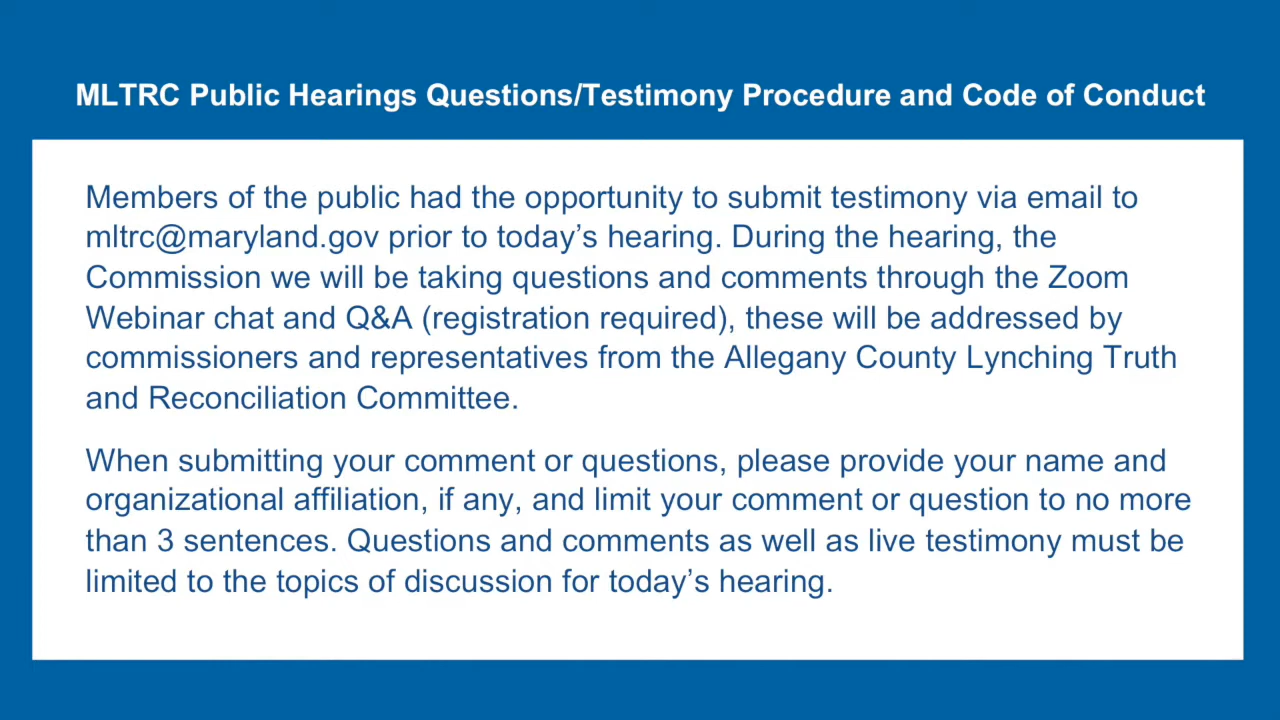 MLTRC Public Hearings Questions/Testimony Procedure and Code of Conduct
Members of the public had the opportunity to submit testimony via email to
mltrc@maryland.gov prior to today’s hearing. During the hearing, the
Commission we will be taking questions and comments through the Zoom
Webinar chat and Q&A (registration required), these will be addressed by
commissioners and representatives from the Allegany County Lynching Truth
and Reconciliation Committee.
When submitting your comment or questions, please provide your name and
organizational affiliation, if any, and limit your comment or question to no more
than 3 sentences. Questions and comments as well as live testimony must be
limited to the topics of discussion for today’s hearing.